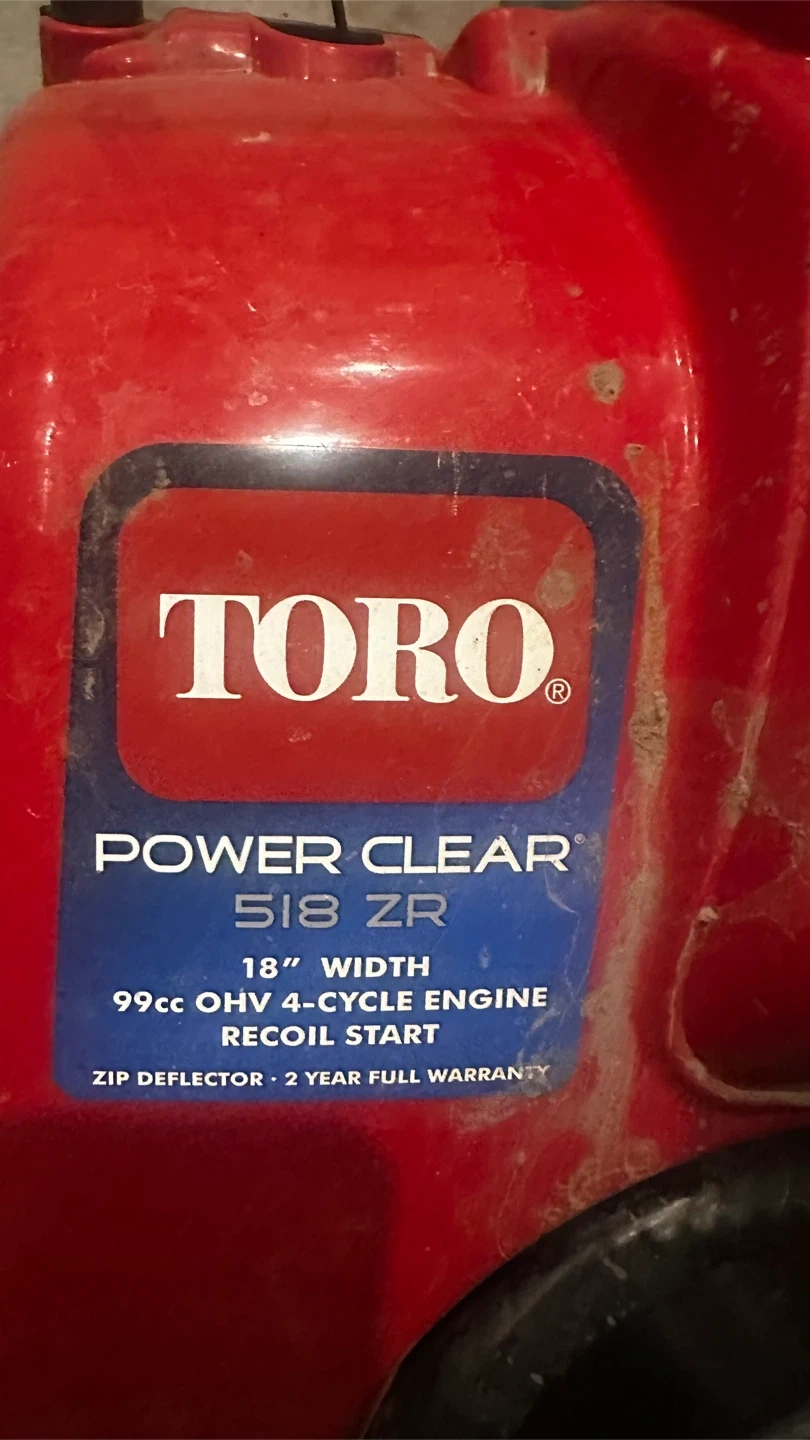 TORO®
POWER CLEAR®
518 ZR
18" WIDTH
99cc OHV 4-CYCLE ENGINE
RECOIL START
ZIP DEFLECTOR · 2 YEAR FULL WARRANTY